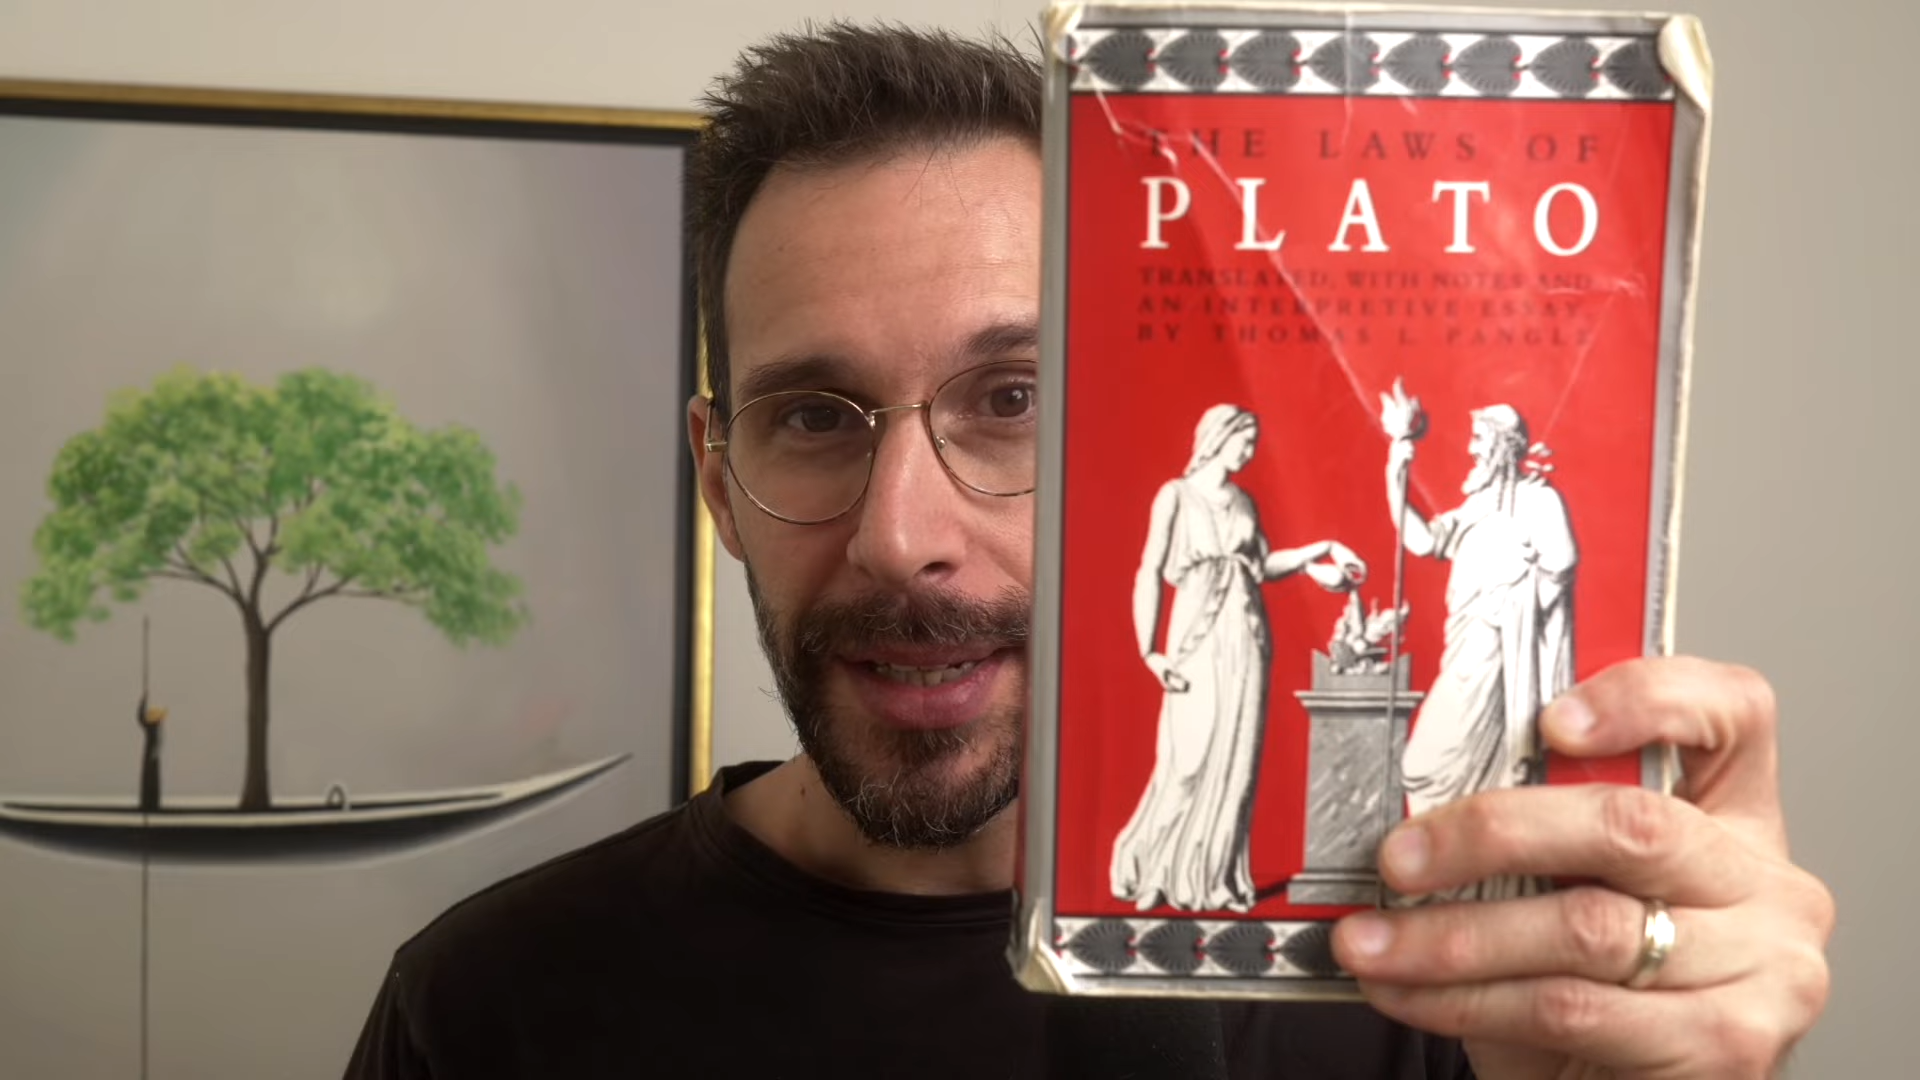 THE LAWS OF
PLATO
TRANSLATED, WITH NOTES AND
AN INTERPRETIVE ESSAY,
BY THOMAS L. PANGLE